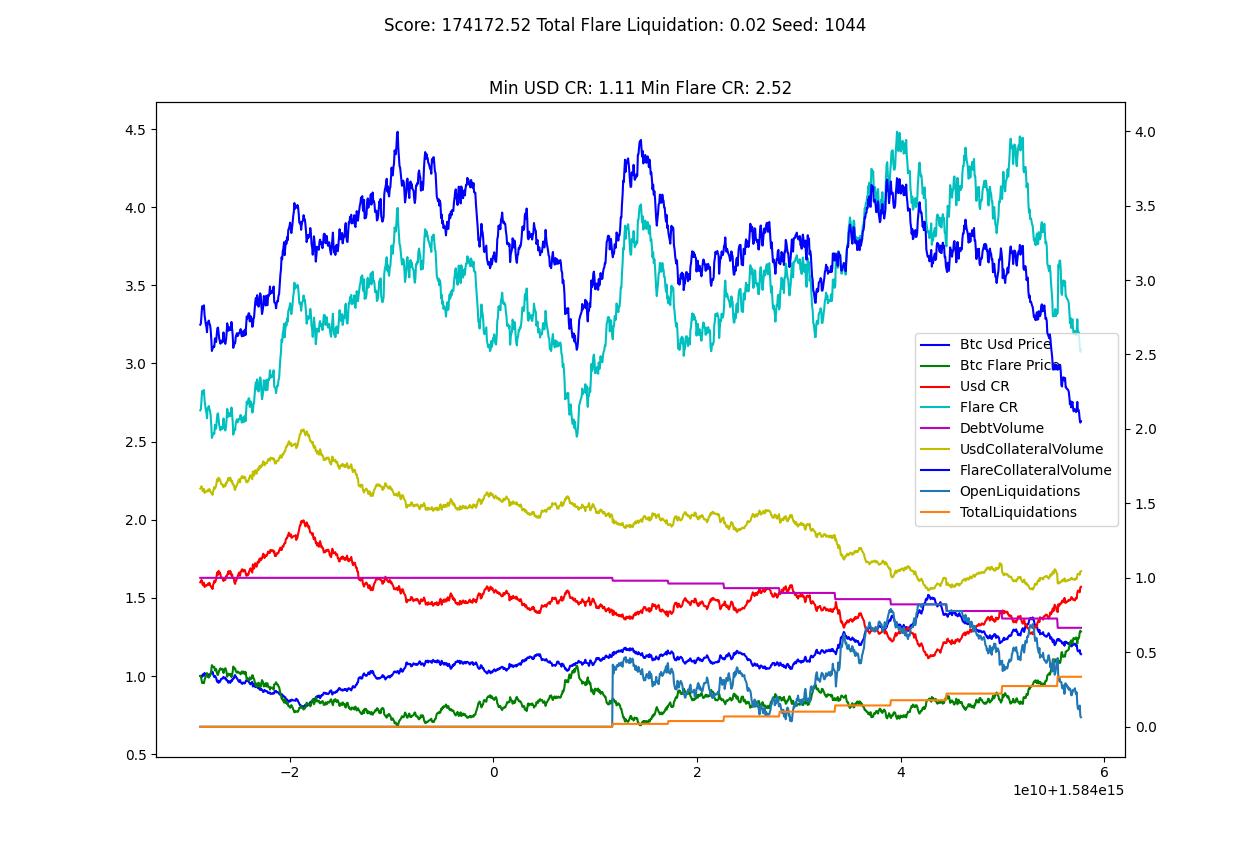 Score: 174172.52 Total Flare Liquidation: 0.02 Seed: 1044
Min USD CR: 1.11 Min Flare CR: 2.52
4.5
4.0
3.5
3.0
2.5
2.0
1.5
1.0
0.5
4.0
3.5
3.0
2.5
2.0
1.5
1.0
0.5
0.0
Btc Usd Price
Btc Flare Price
Usd CR
Flare CR
DebtVolume
UsdCollateralVolume
FlareCollateralVolume
OpenLiquidations
TotalLiquidations
−2 0 2 4 6
1e10+1.584e15